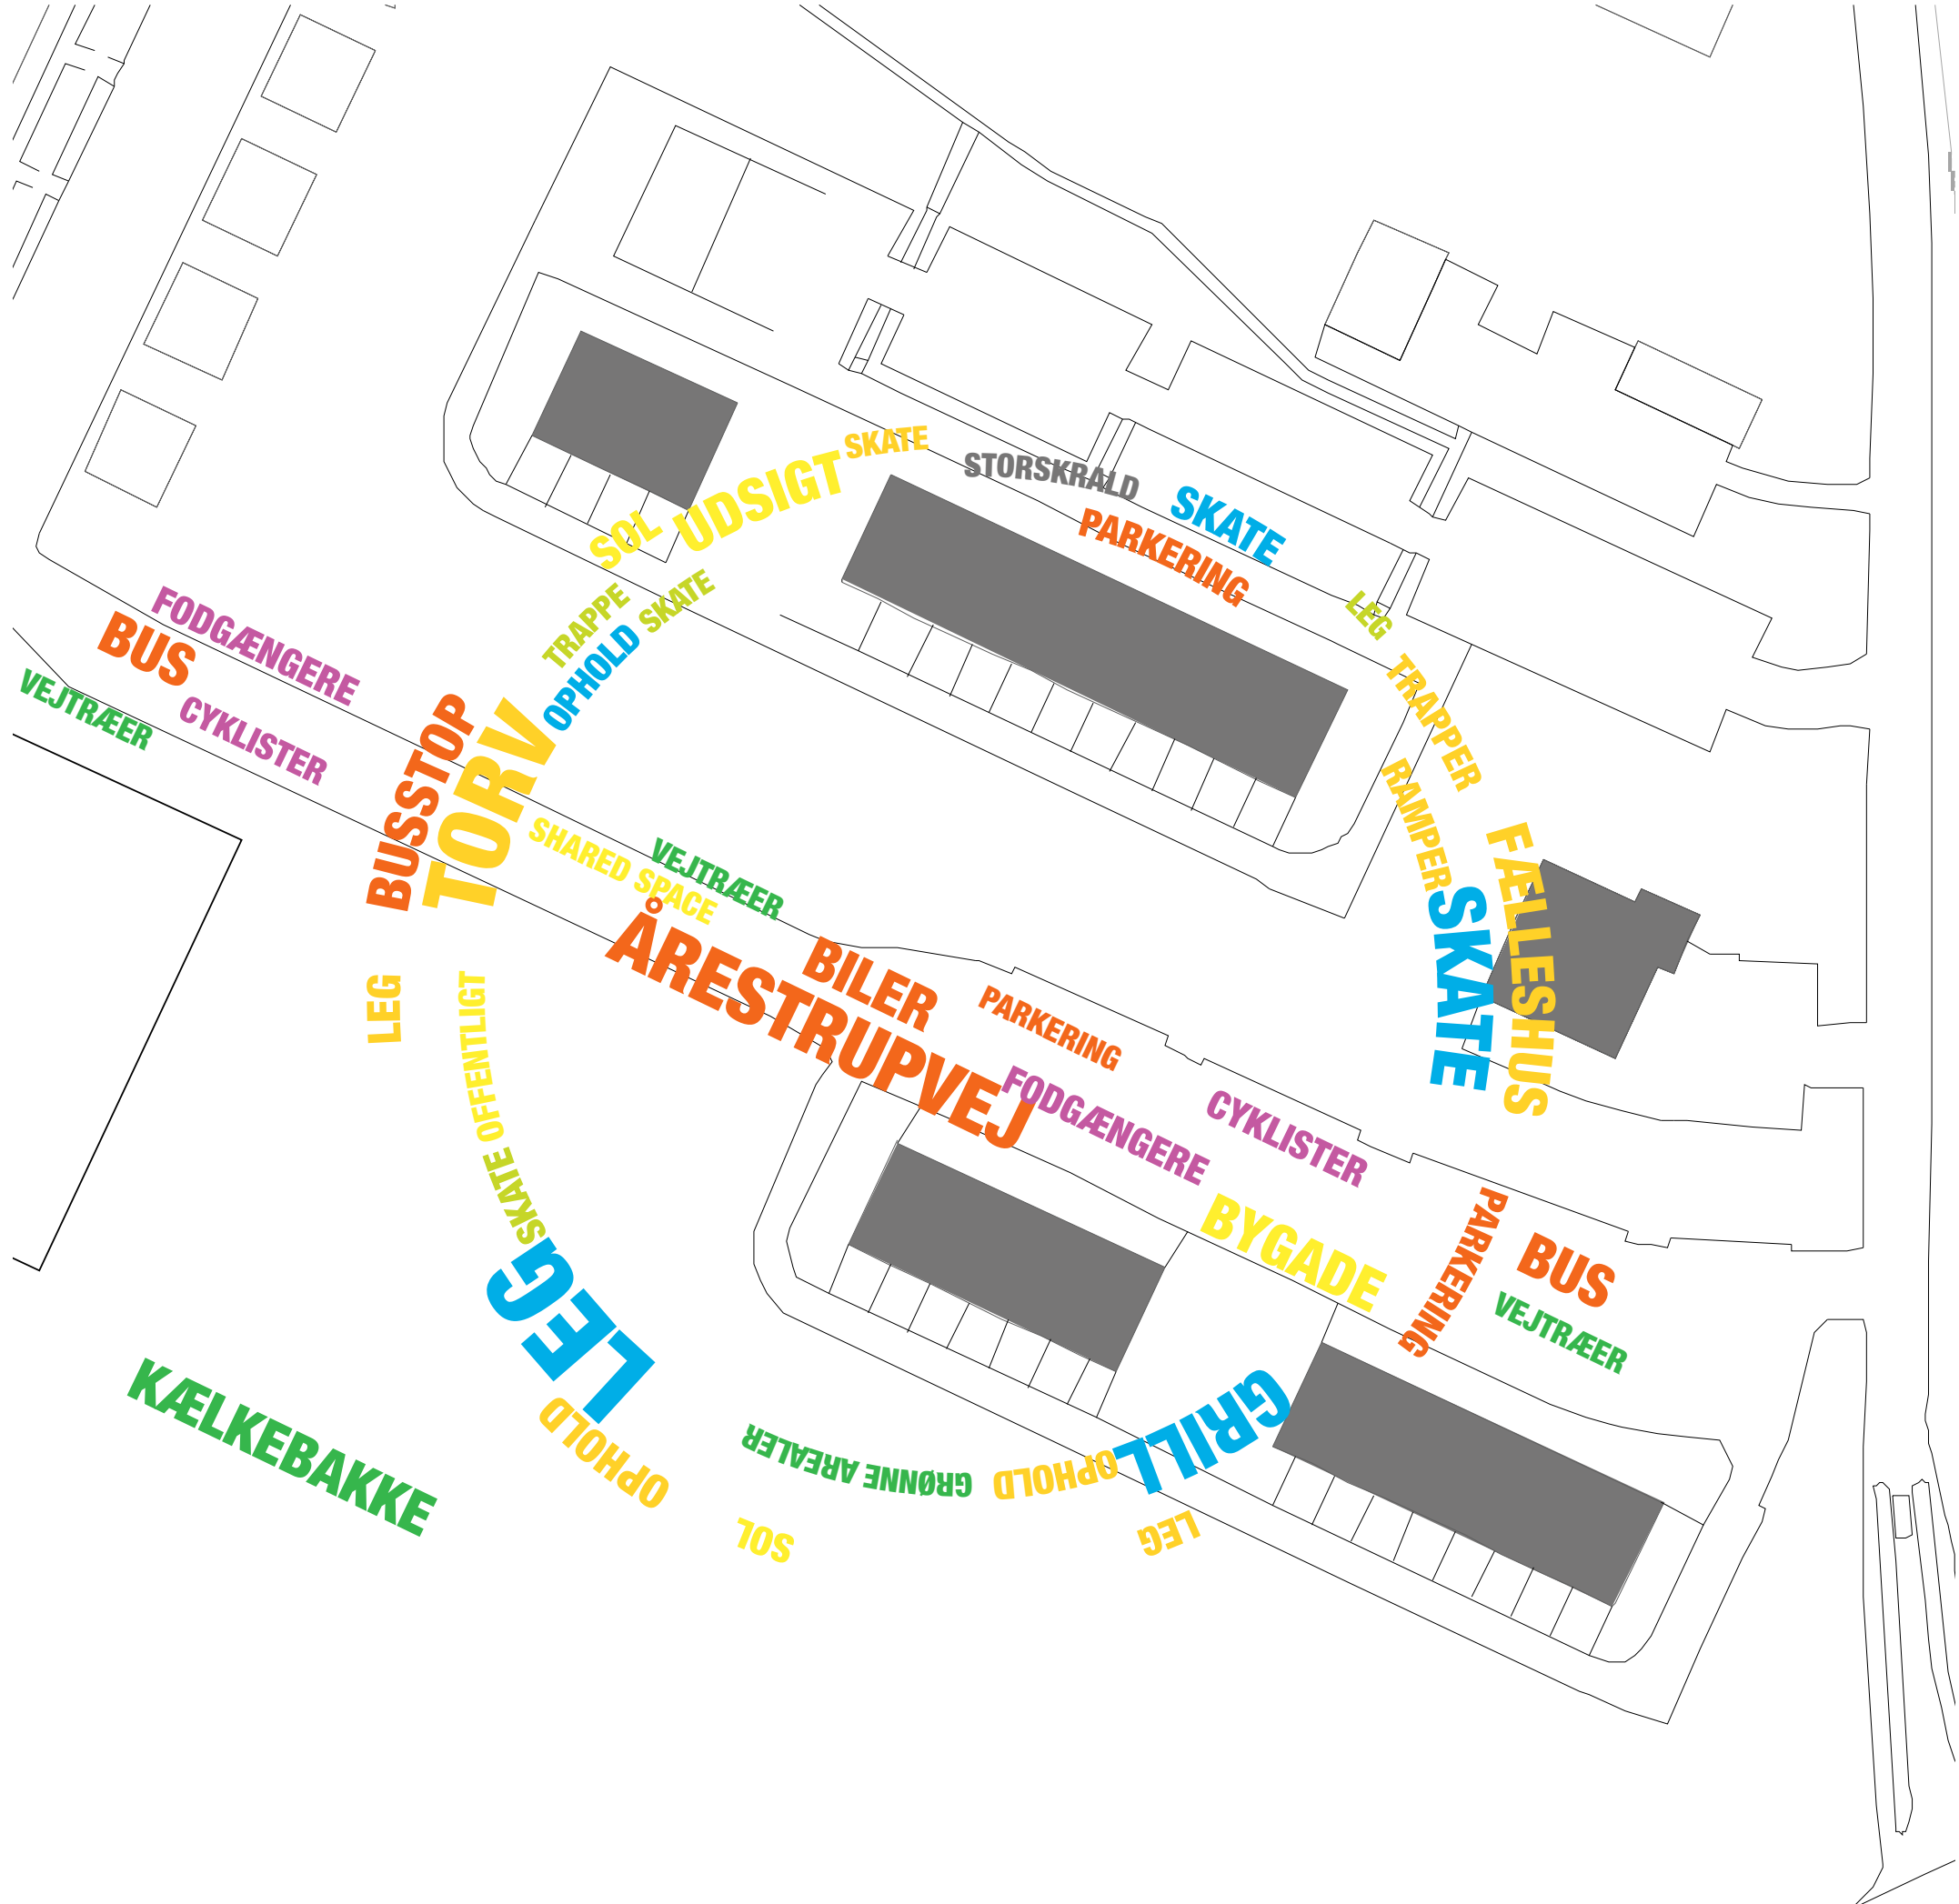 SKATE
UDSIGT
SOL
STORSKRALD
SKATE
PARKERING
TRAPPE
SKATE
OPHOLD
LEG
TRAPPER
RAMPER
FODGÆNGERE
BUS
VEJTRÆER
CYKLISTER
BUSSTOP
TORV
SHARED SPACE
VEJTRÆER
FÆLLESHUS
SKATE
ÅRESTRUPVEJ
BILER
PARKERING
FODGÆNGERE
CYKLISTER
LEG
OFFENTLIGT
SKATE
BYGADE
PARKERING
BUS
VEJTRÆER
LEG
KÆLKEBAKKE
OPHOLD
SOL
GRØNNE AREALER
OPHOLD
GRILL
LEG